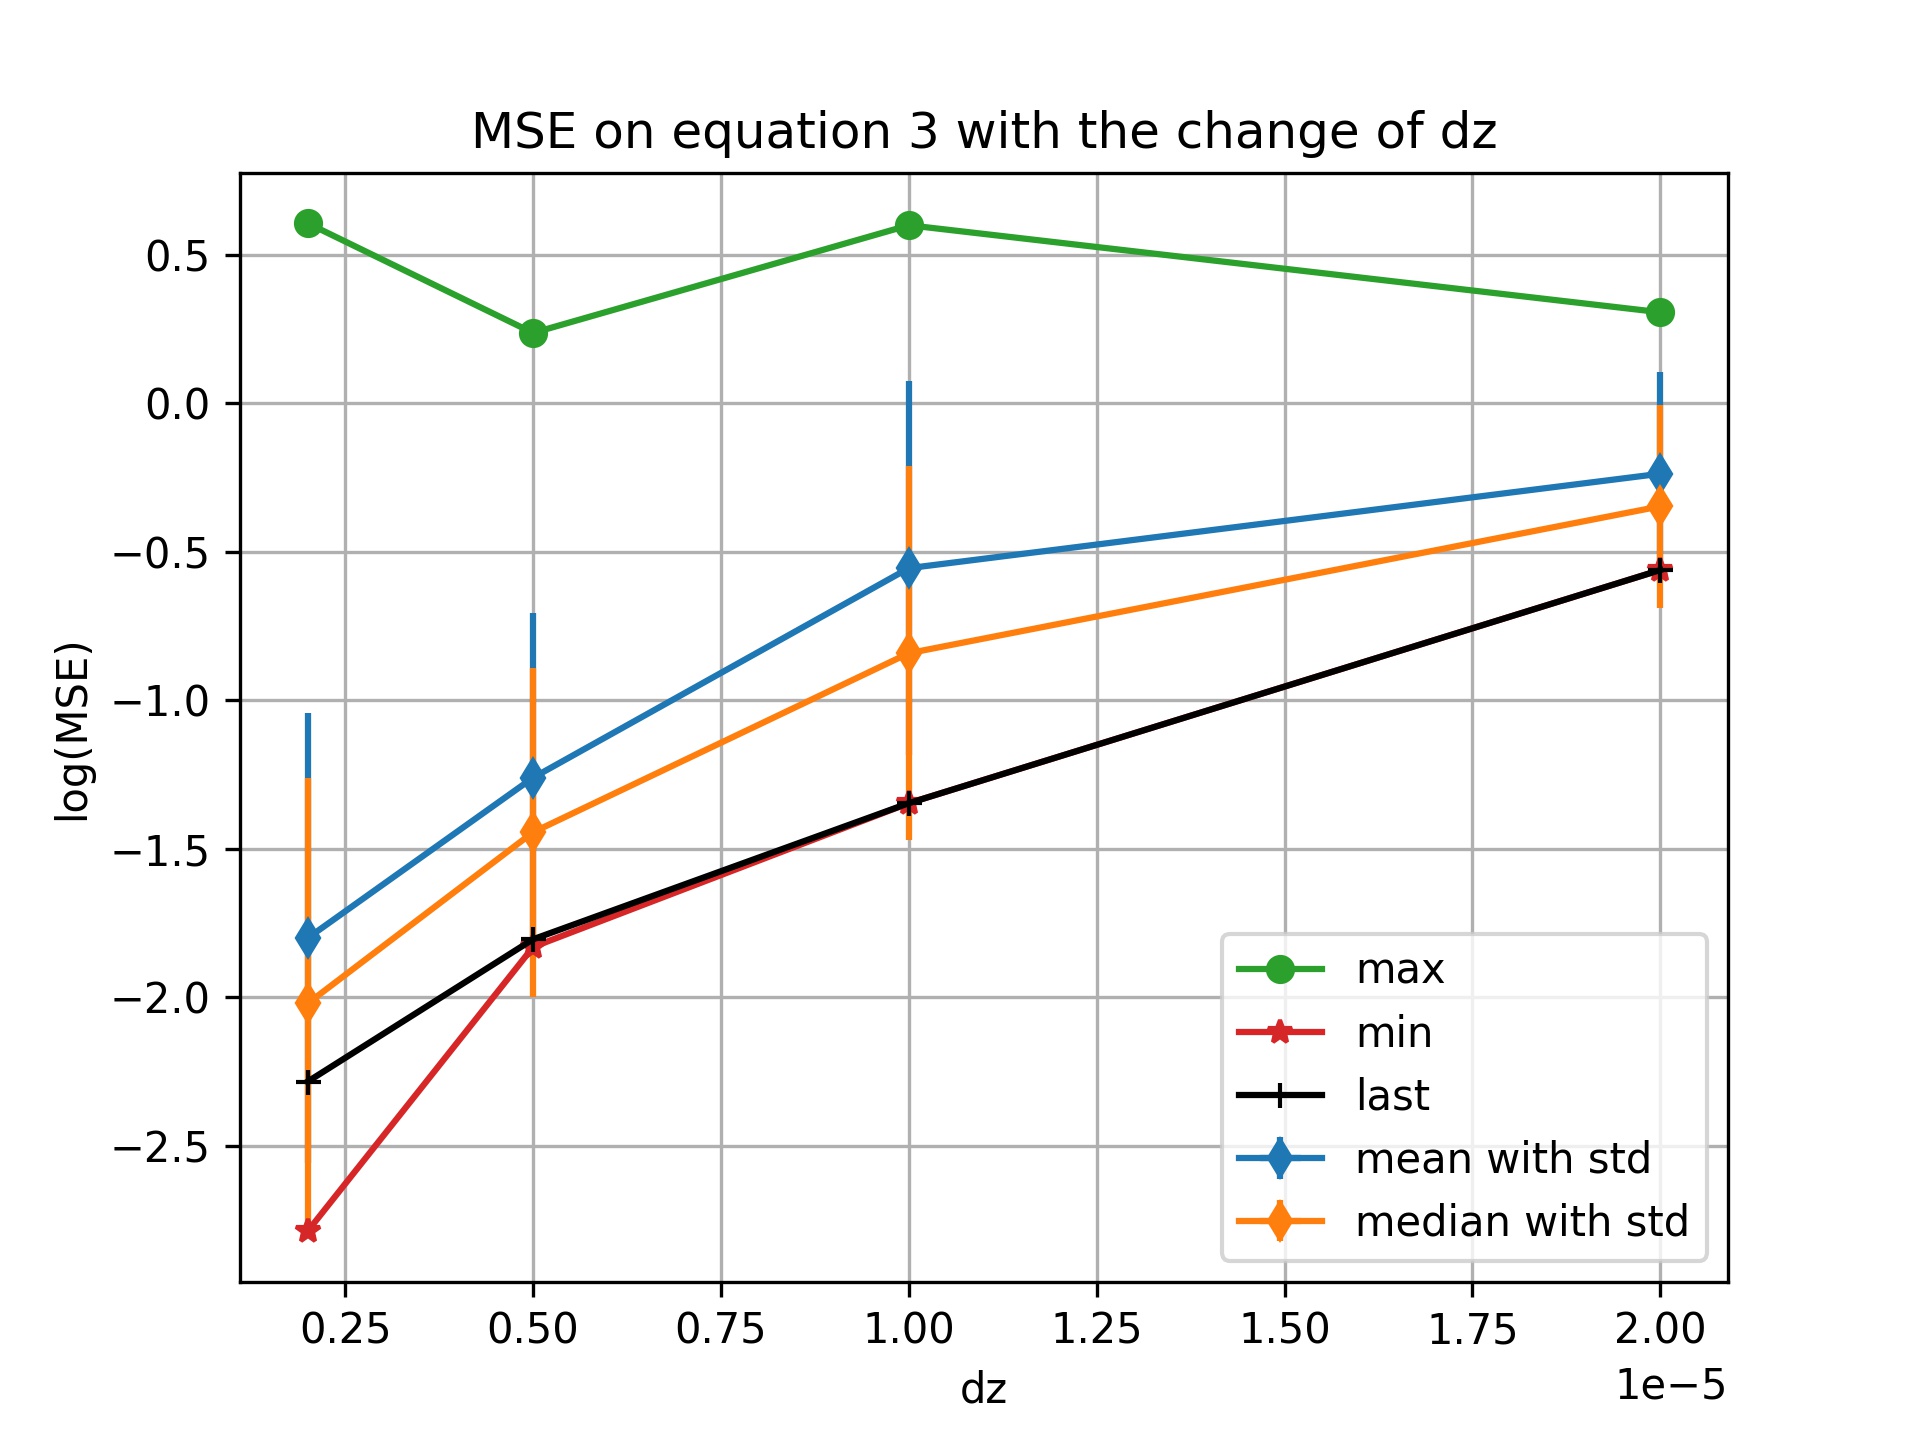 MSE on equation 3 with the change of dz
0.5
0.0
−0.5
−1.0
−1.5
−2.0
−2.5
log(MSE)
max
min
last
mean with std
median with std
0.25 0.50 0.75 1.00 1.25 1.50 1.75 2.00
1e−5
dz